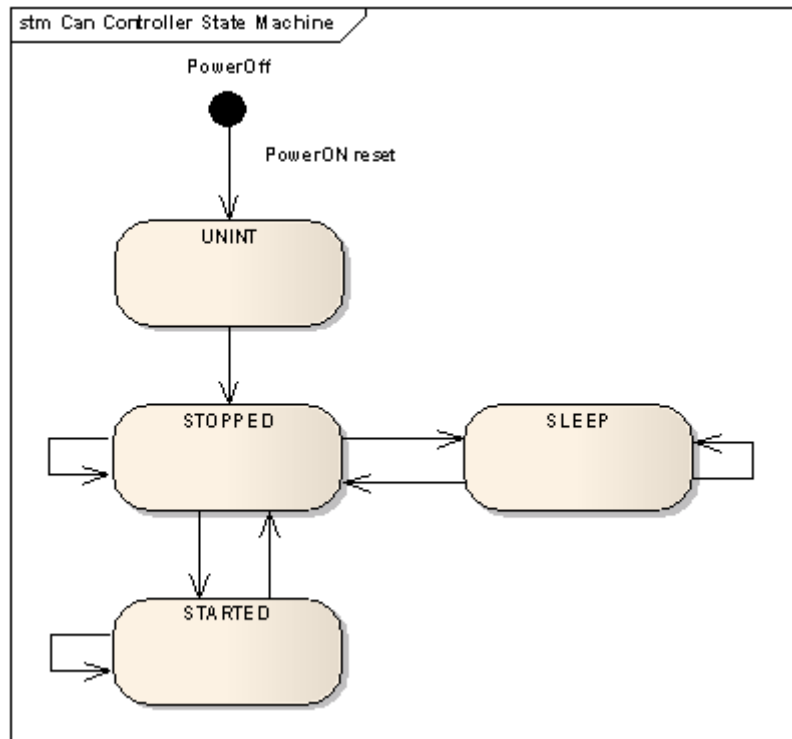 stm Can Controller State Machine
PowerOff
PowerON reset
UNINT
STOPPED
SLEEP
STARTED